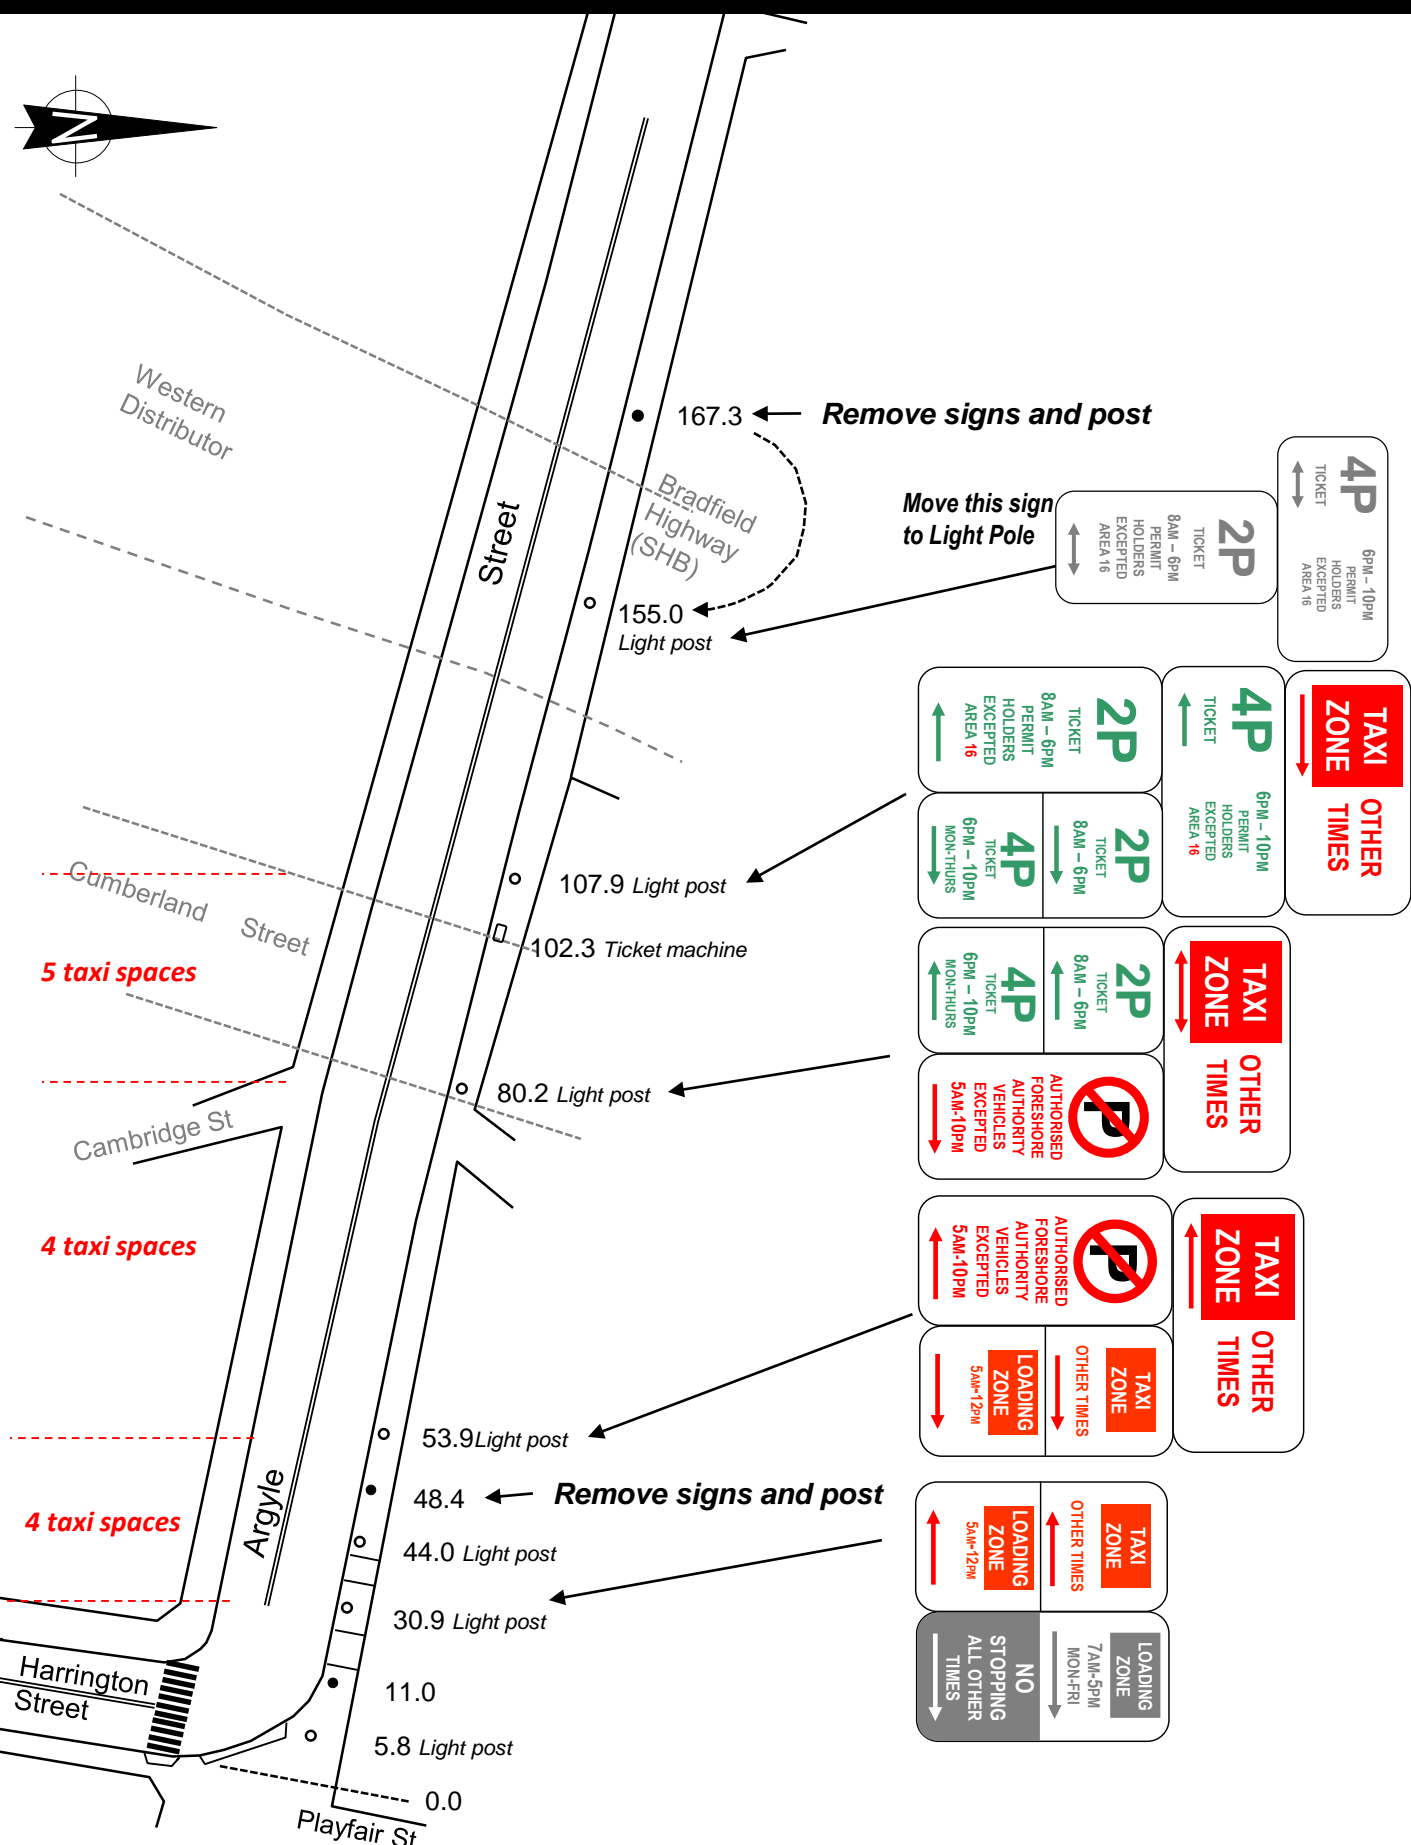 N
Western
Distributor
Street
167.3
Remove signs and post
Bradfield
Highway
(SHB)
Move this sign
to Light Pole
155.0
Light post
2P
TICKET
8AM – 6PM
PERMIT
HOLDERS
EXCEPTED
AREA 16
4P
TICKET
6PM – 10PM
PERMIT
HOLDERS
EXCEPTED
AREA 16
2P
TICKET
8AM – 6PM
PERMIT
HOLDERS
EXCEPTED
AREA 16
4P
TICKET
6PM – 10PM
PERMIT
HOLDERS
EXCEPTED
AREA 16
TAXI
ZONE
OTHER
TIMES
2P
TICKET
8AM – 6PM
4P
TICKET
6PM – 10PM
MON-THURS
107.9 Light post
Cumberland Street
102.3 Ticket machine
5 taxi spaces
2P
TICKET
8AM – 6PM
4P
TICKET
6PM – 10PM
MON-THURS
TAXI
ZONE
OTHER
TIMES
80.2 Light post
P
AUTHORISED
FORESHORE
AUTHORITY
VEHICLES
EXCEPTED
5AM-10PM
Cambridge St
4 taxi spaces
P
AUTHORISED
FORESHORE
AUTHORITY
VEHICLES
EXCEPTED
5AM-10PM
TAXI
ZONE
OTHER
TIMES
TAXI
ZONE
OTHER TIMES
LOADING
ZONE
5AM-12PM
53.9 Light post
48.4
Remove signs and post
Argyle
4 taxi spaces
44.0 Light post
TAXI
ZONE
OTHER TIMES
LOADING
ZONE
5AM-12PM
30.9 Light post
LOADING
ZONE
7AM-5PM
MON-FRI
NO
STOPPING
ALL OTHER
TIMES
Harrington
Street
11.0
5.8 Light post
0.0
Playfair St